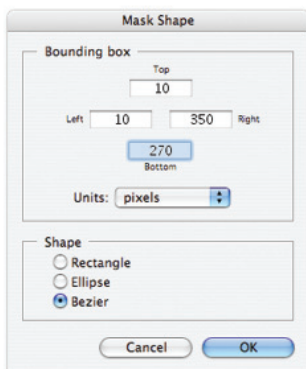 Mask Shape
Bounding box
Top
10
Left 10 350 Right
270
Bottom
Units: pixels
Shape
Rectangle
Ellipse
Bezier
Cancel OK